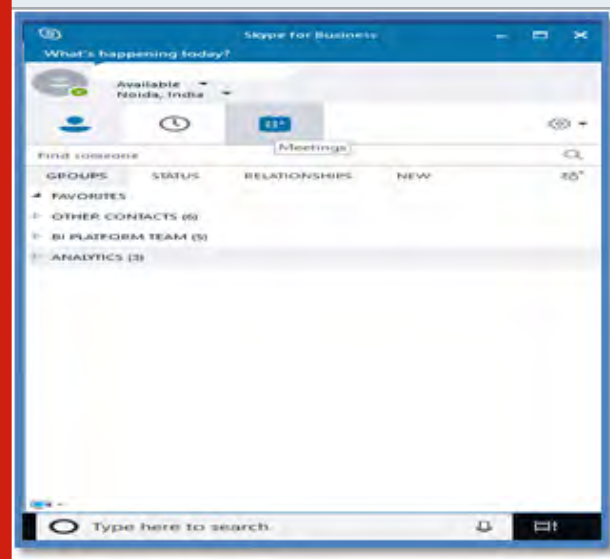 Skype for Business
What's happening today?
Available
Noida, India
Meetings
Find someone
GROUPS STATUS RELATIONSHIPS NEW
FAVORITES
OTHER CONTACTS (6)
BI PLATFORM TEAM (5)
ANALYTICS (3)
Type here to search